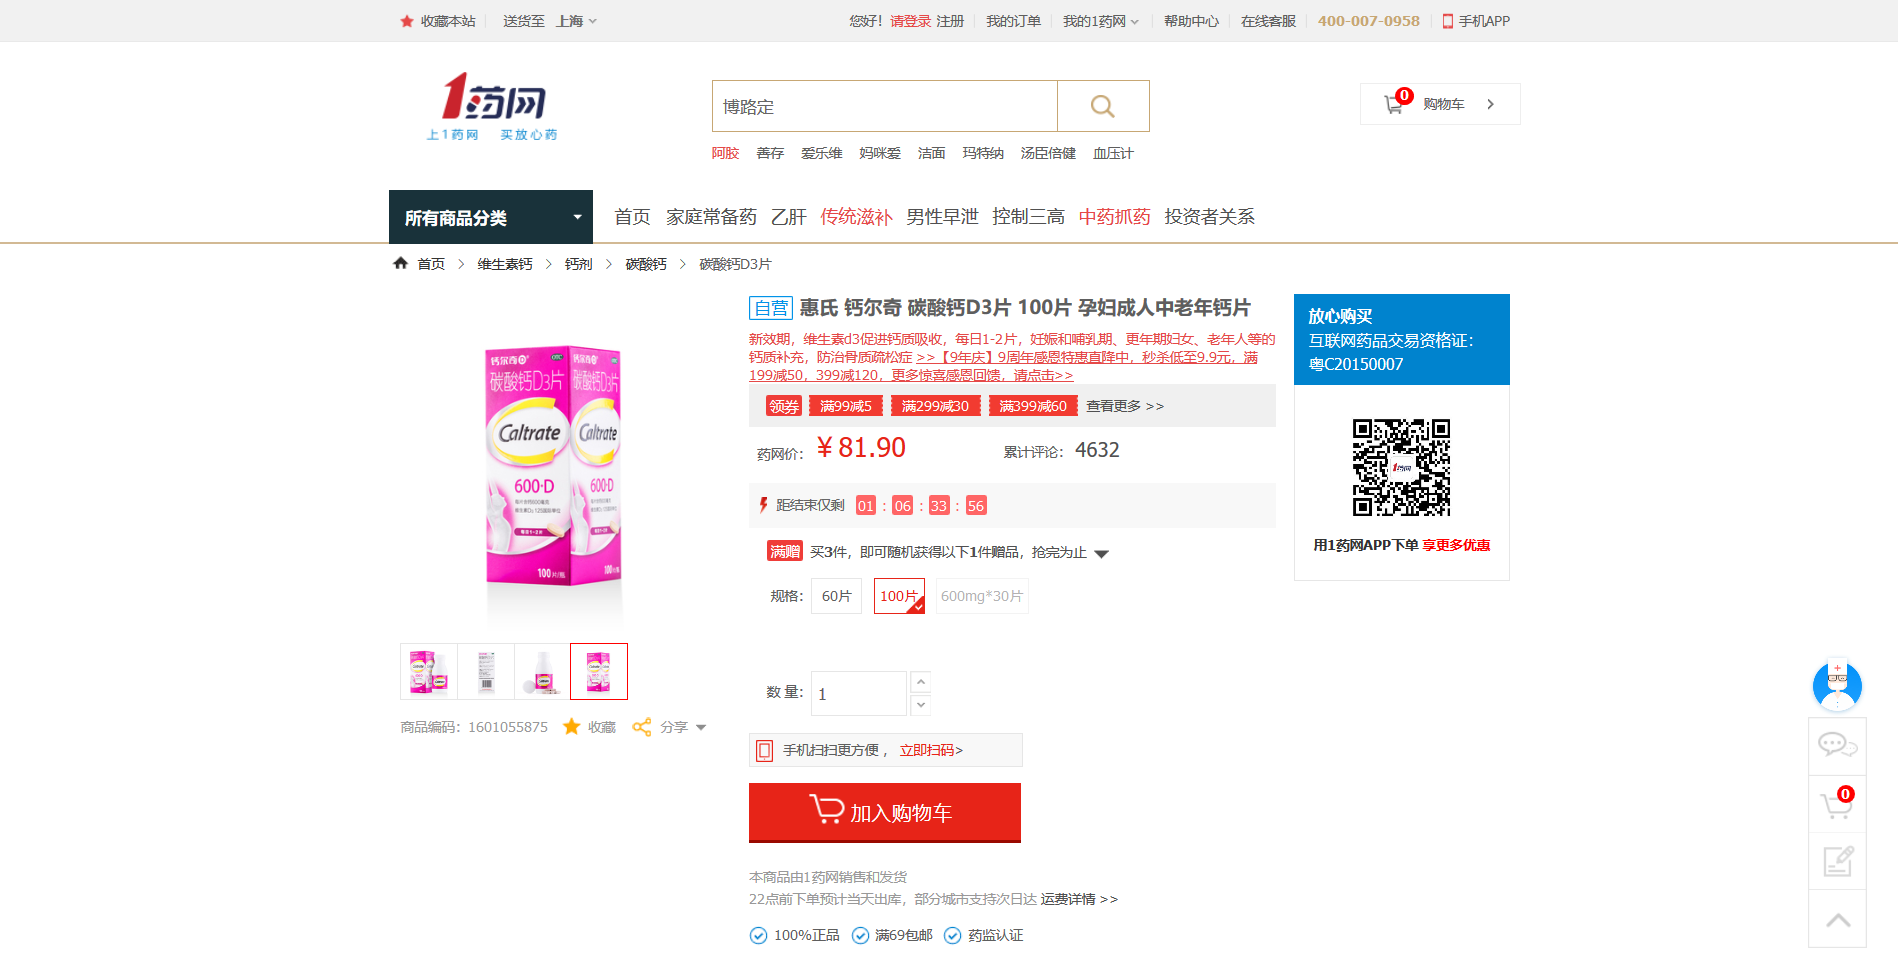 收藏本站 送货至 上海 您好！请登录 注册 我的订单 我的1药网 帮助中心 在线客服 400-007-0958 手机APP
1药网
上1药网 买放心药
博路定
0 购物车
阿胶 善存 爱乐维 妈咪爱 洁面 玛特纳 汤臣倍健 血压计
所有商品分类 首页 家庭常备药 乙肝 传统滋补 男性早泄 控制三高 中药抓药 投资者关系
首页 > 维生素钙 > 钙剂 > 碳酸钙 > 碳酸钙D3片
自营 惠氏 钙尔奇 碳酸钙D3片 100片 孕妇成人中老年钙片
新效期，维生素d3促进钙质吸收，每日1-2片，妊娠和哺乳期、更年期妇女、老年人等的
钙质补充，防治骨质疏松症 >>【9年庆】9周年感恩特惠直降中，秒杀低至9.9元，满
199减50，399减120，更多惊喜感恩回馈，请点击>>
领券 满99减5 满299减30 满399减60 查看更多 >>
药网价： ¥ 81.90 累计评论： 4632
距结束仅剩 01 : 06 : 33 : 56
满赠 买3件，即可随机获得以下1件赠品，抢完为止
规格： 60片 100片 600mg*30片
数 量： 1
手机扫扫更方便 ， 立即扫码>
加入购物车
本商品由1药网销售和发货
22点前下单预计当天出库，部分城市支持次日达 运费详情 >>
100%正品 满69包邮 药监认证
钙尔奇D 钙尔奇D
碳酸钙D3片 碳酸钙D3片
Caltrate Caltrate
600·D 600·D
100片/瓶 100片
商品编码：1601055875 收藏 分享
放心购买
互联网药品交易资格证：
粤C20150007
1药网
用1药网APP下单 享更多优惠
0